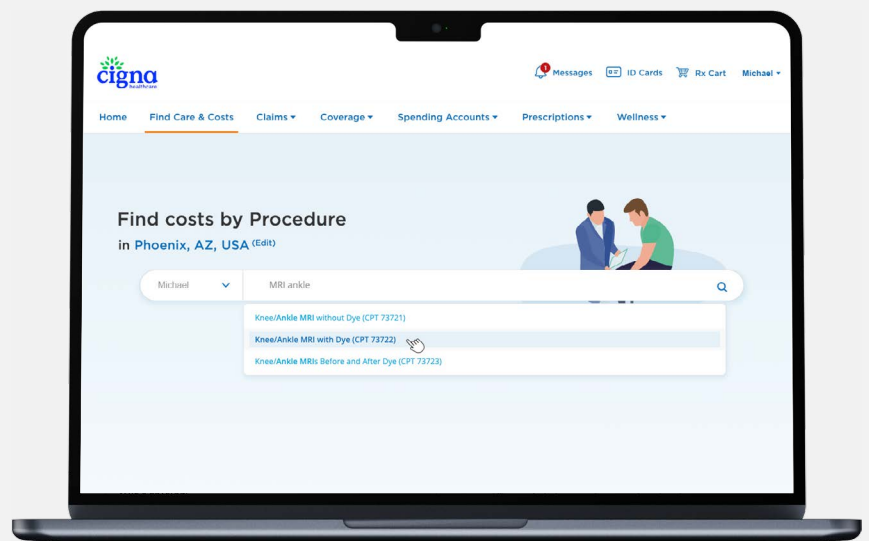 cigna
healthcare
1
Messages
ID Cards
Rx Cart
Michael
Home
Find Care & Costs
Claims
Coverage
Spending Accounts
Prescriptions
Wellness
Find costs by Procedure
in Phoenix, AZ, USA (Edit)
Michael
MRI ankle
Knee/Ankle MRI without Dye (CPT 73721)
Knee/Ankle MRI with Dye (CPT 73722)
Knee/Ankle MRIs Before and After Dye (CPT 73723)